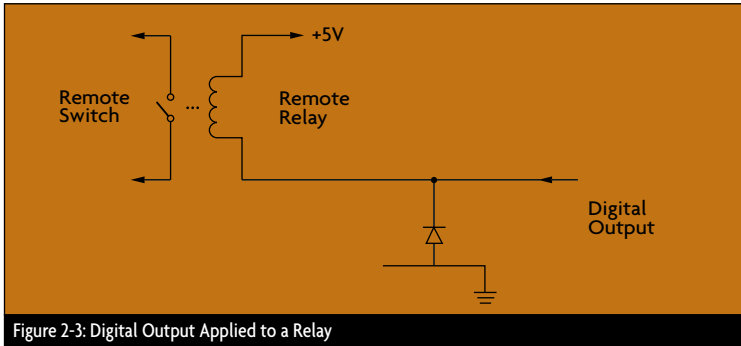 +5V
Remote
Switch
...
Remote
Relay
Digital
Output
Figure 2-3: Digital Output Applied to a Relay